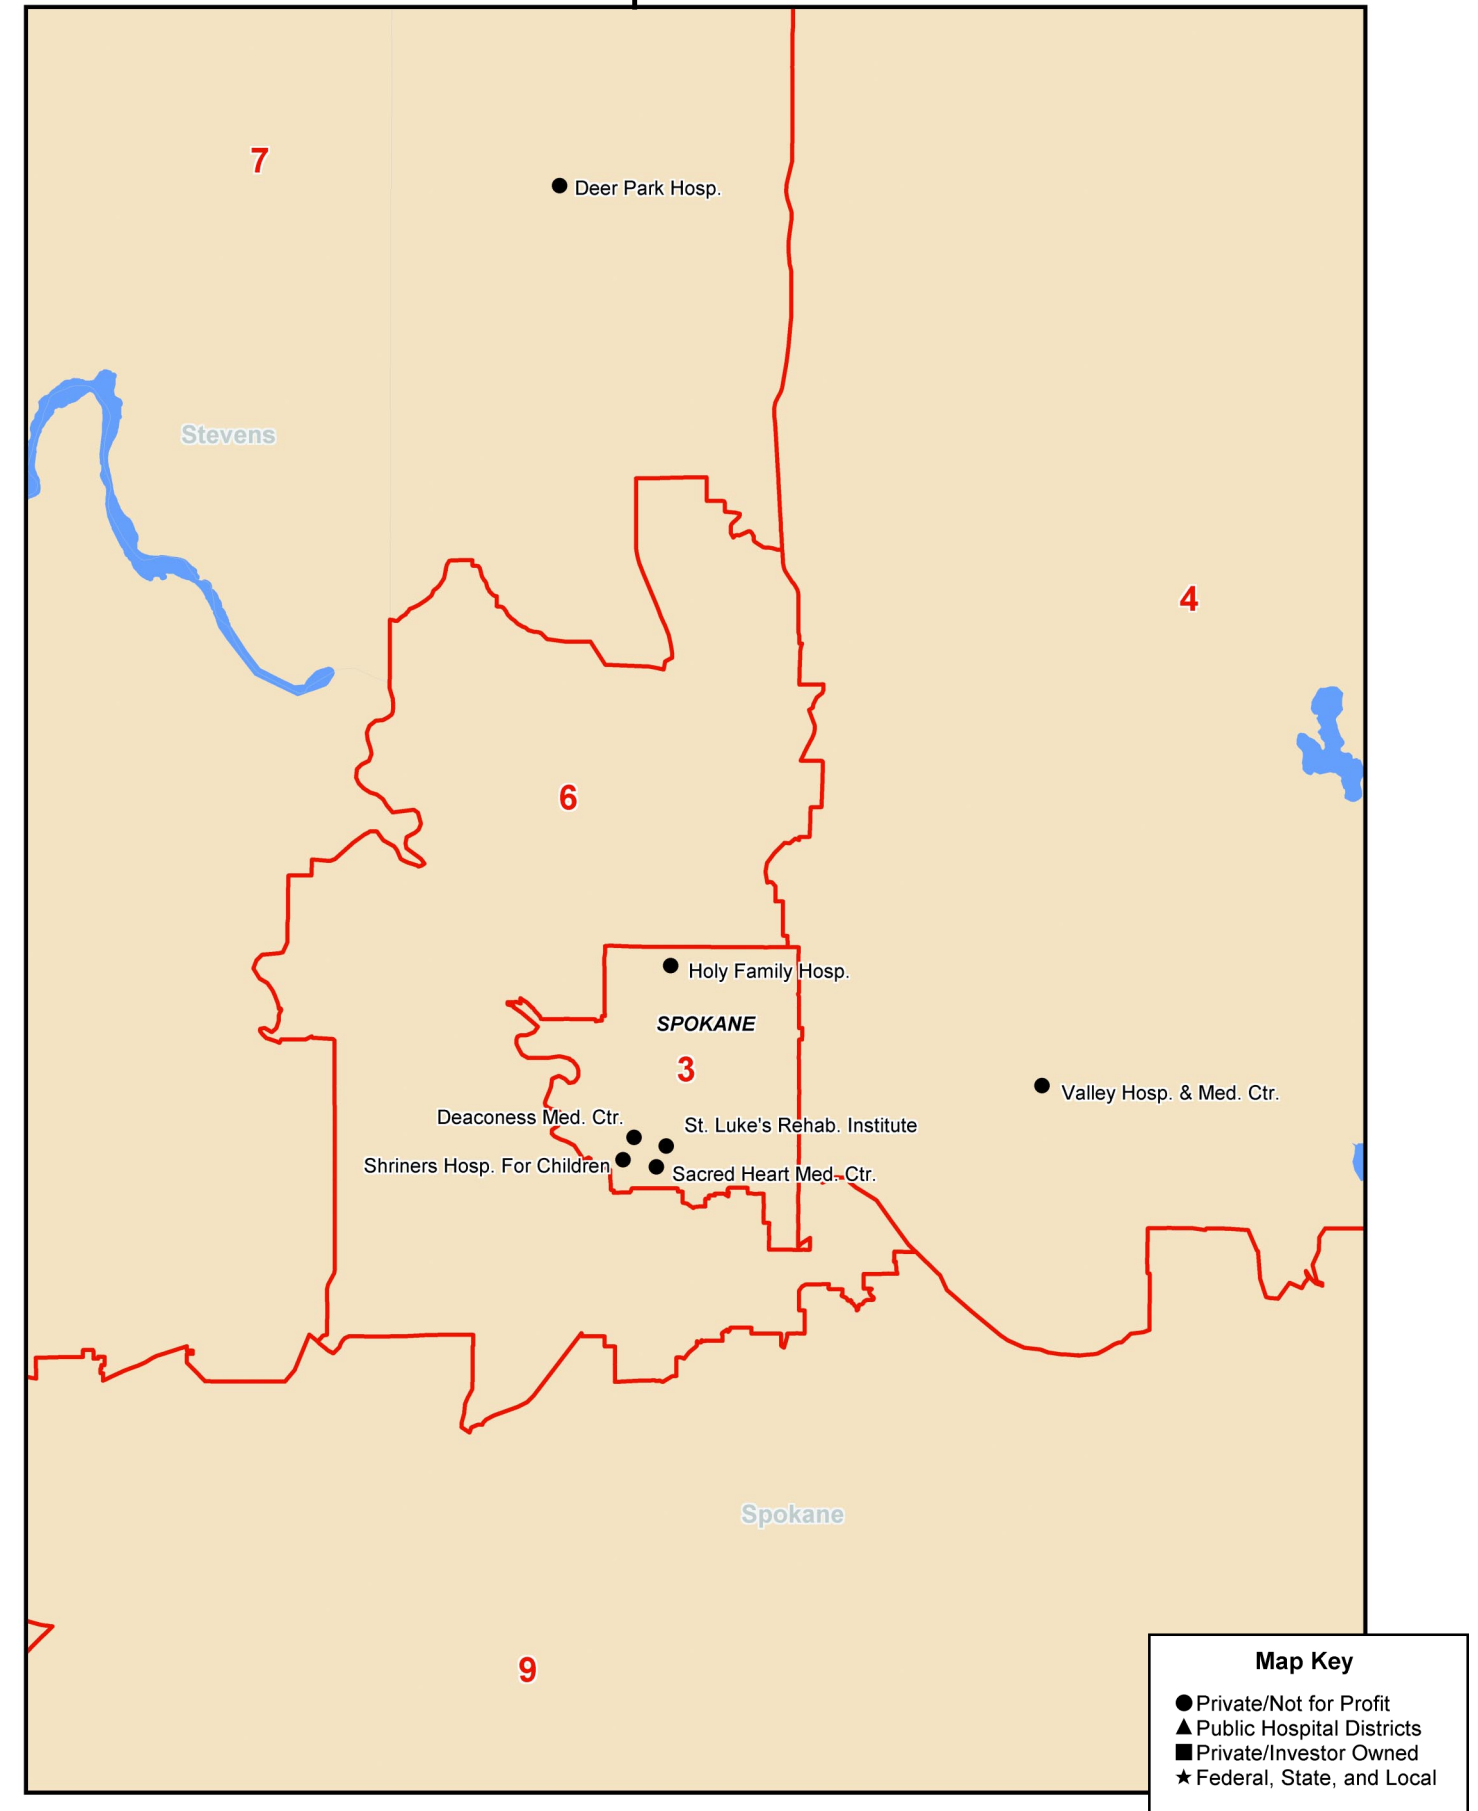 7
Deer Park Hosp.
Stevens
4
6
Holy Family Hosp.
SPOKANE
3
Valley Hosp. & Med. Ctr.
Deaconess Med. Ctr.
St. Luke's Rehab. Institute
Shriners Hosp. For Children
Sacred Heart Med. Ctr.
Spokane
9
Map Key
Private/Not for Profit
Public Hospital Districts
Private/Investor Owned
Federal, State, and Local